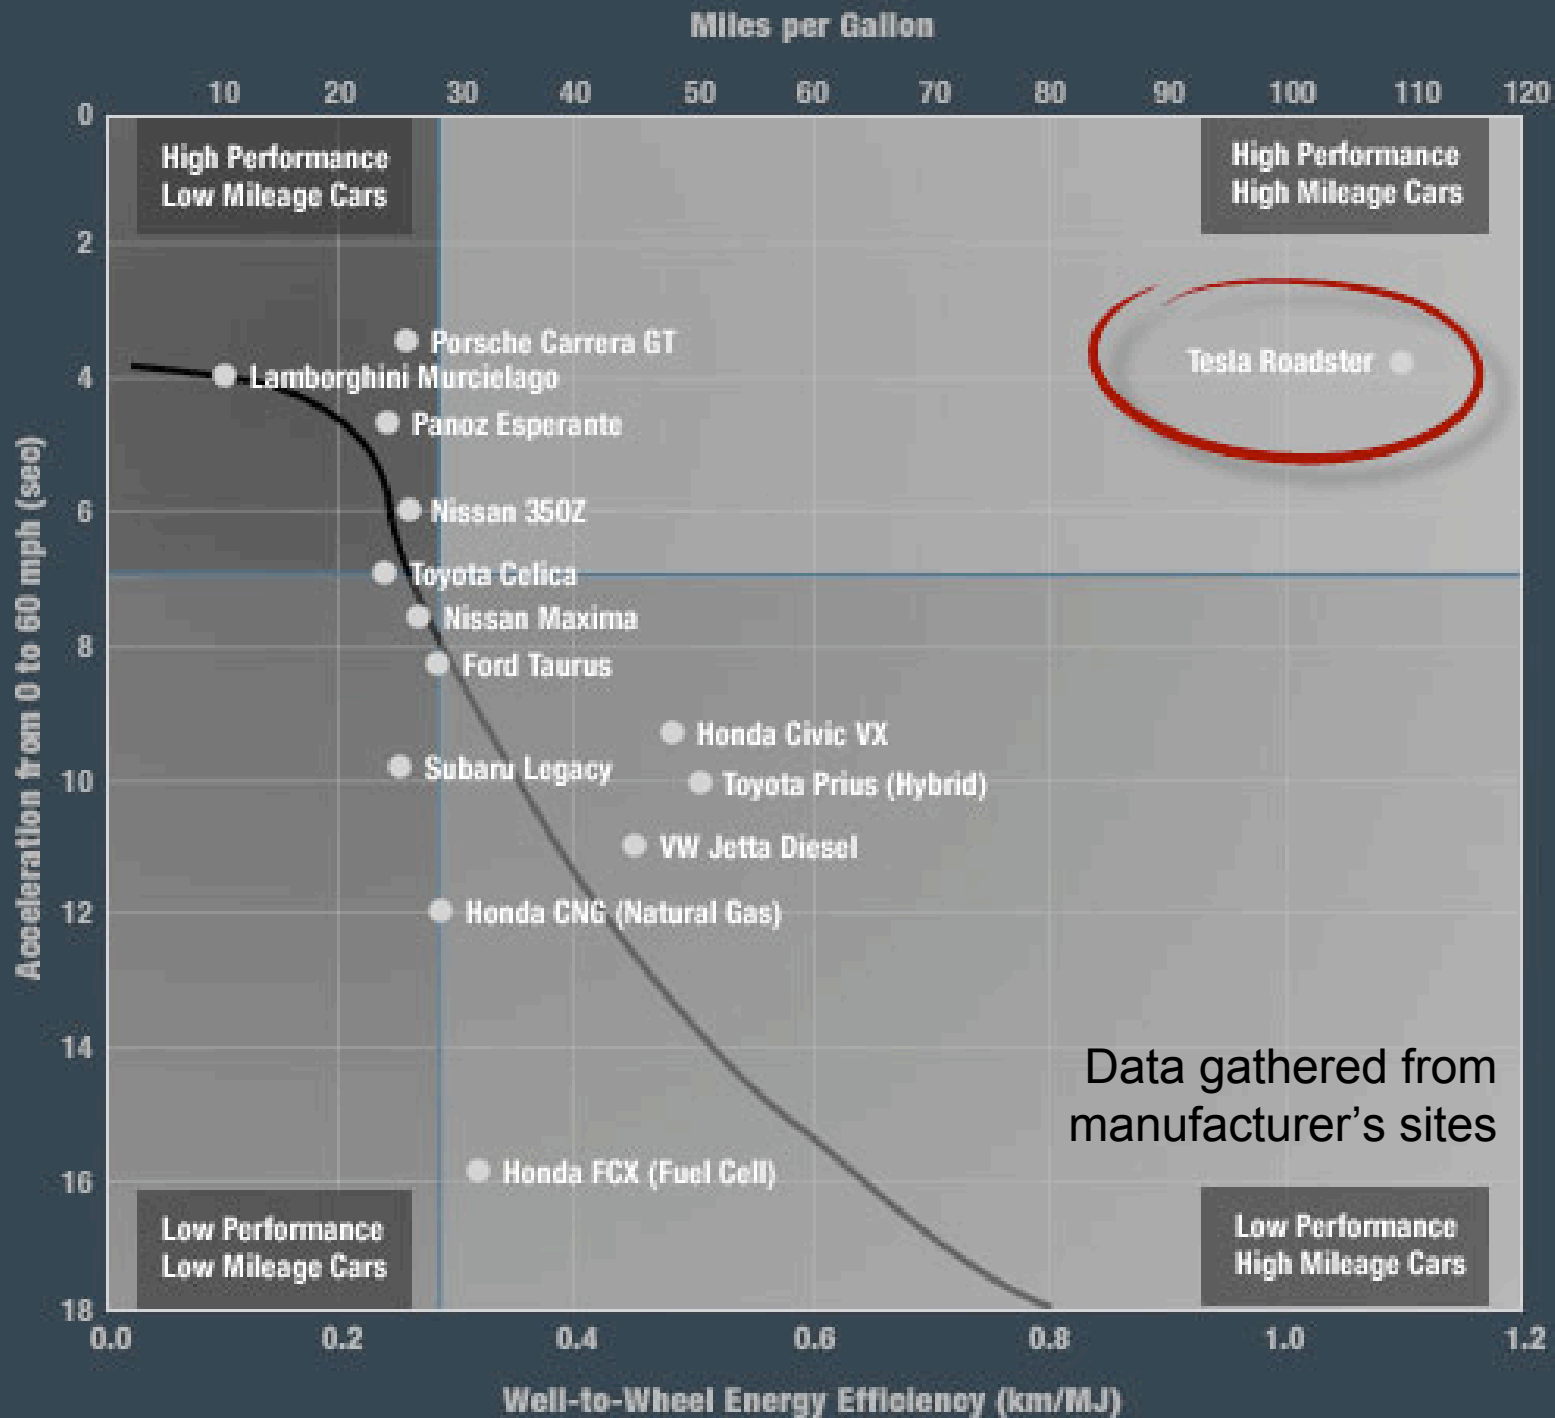 Miles per Gallon
10 20 30 40 50 60 70 80 90 100 110 120
0
High Performance
Low Mileage Cars
High Performance
High Mileage Cars
2
Porsche Carrera GT
Tesla Roadster
4
Lamborghini Murcielago
Panoz Esperante
6
Nissan 350Z
Toyota Celica
Nissan Maxima
8
Ford Taurus
Honda Civic VX
Subaru Legacy
10
Toyota Prius (Hybrid)
VW Jetta Diesel
12
Honda CNG (Natural Gas)
14
Data gathered from
manufacturer’s sites
16
Honda FCX (Fuel Cell)
Low Performance
Low Mileage Cars
Low Performance
High Mileage Cars
18
0.0 0.2 0.4 0.6 0.8 1.0 1.2
Well-to-Wheel Energy Efficiency (km/MJ)
Acceleration from 0 to 60 mph (sec)